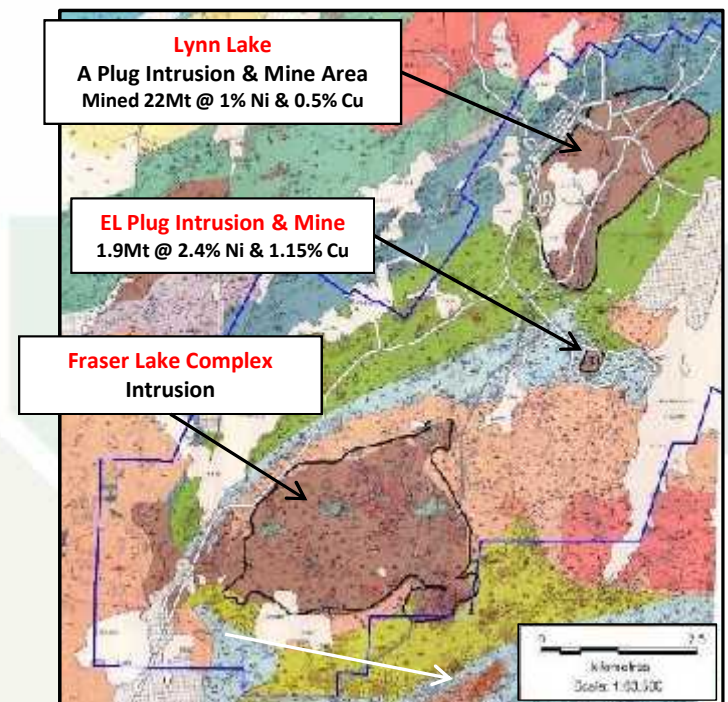 Lynn Lake
A Plug Intrusion & Mine Area
Mined 22Mt @ 1% Ni & 0.5% Cu
EL Plug Intrusion & Mine
1.9Mt @ 2.4% Ni & 1.15% Cu
Fraser Lake Complex
Intrusion
0 2.5
kilometres